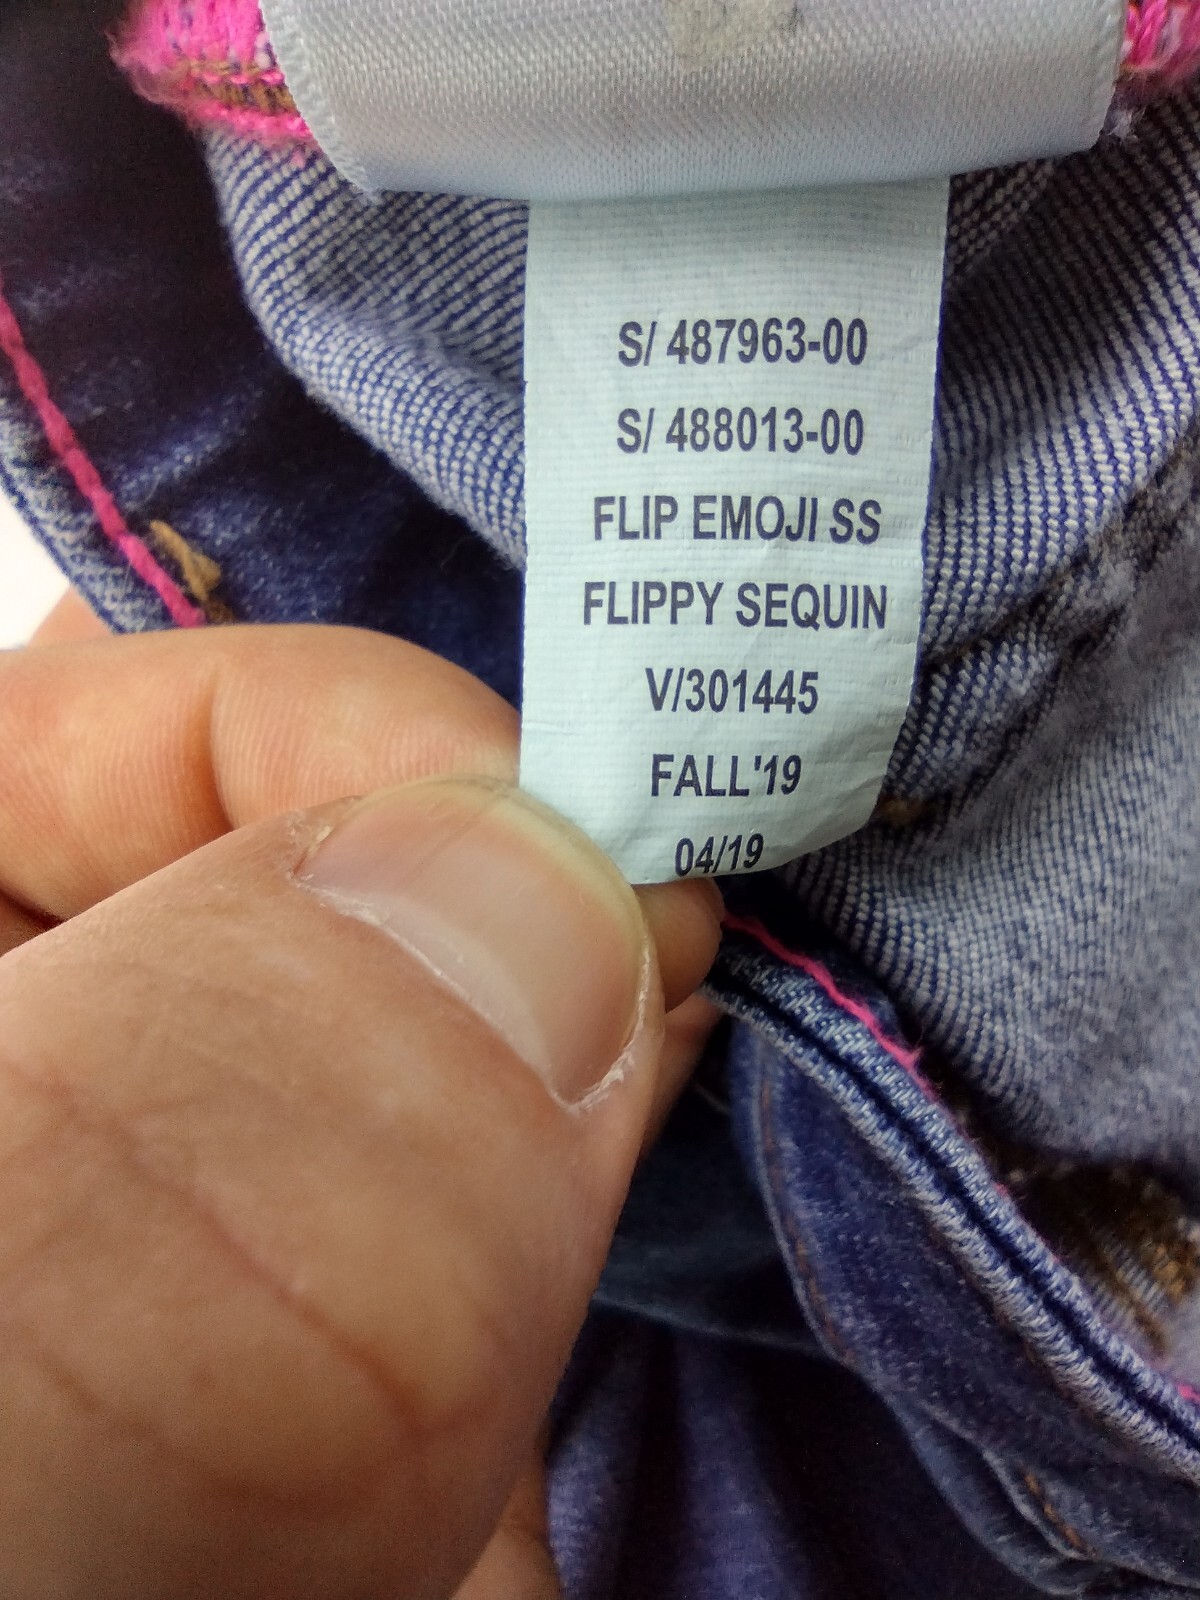 S/ 487963-00
S/ 488013-00
FLIP EMOJI SS
FLIPPY SEQUIN
V/301445
FALL'19
04/19